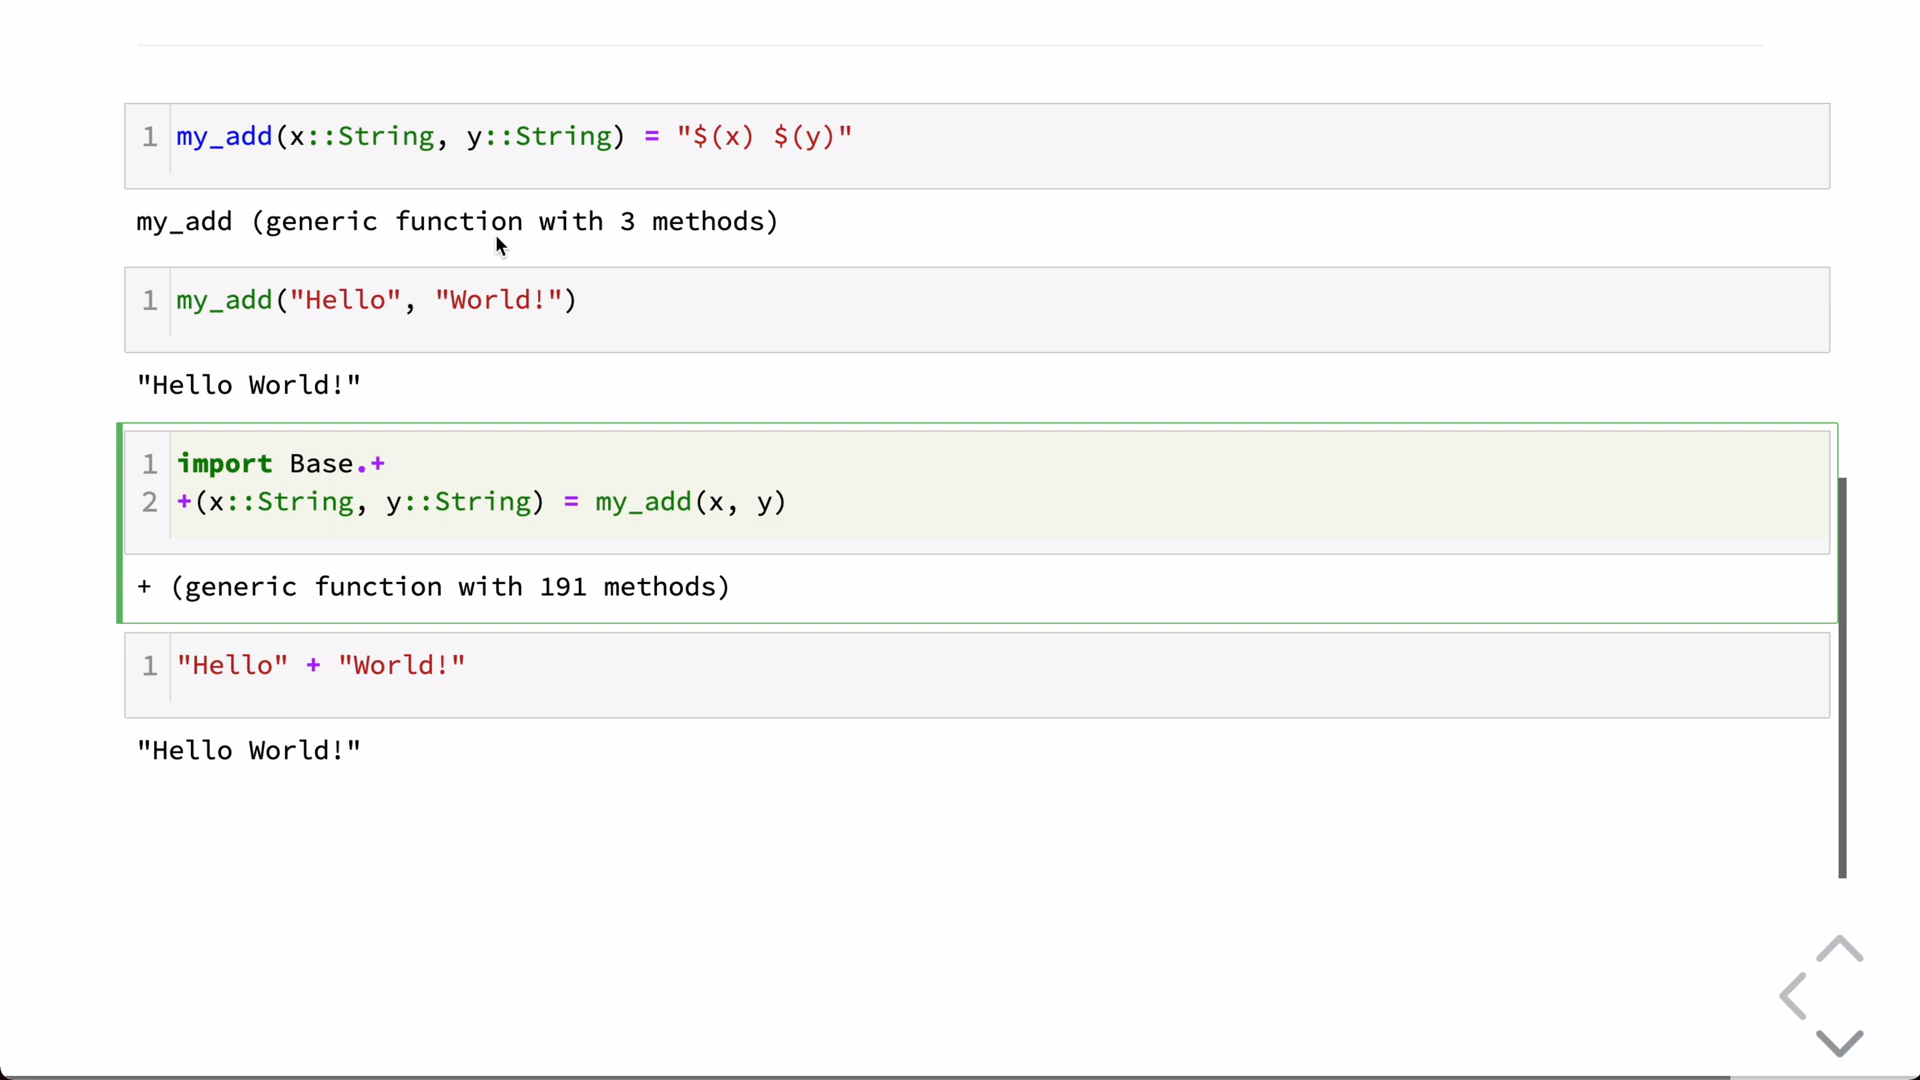 1 my_add(x::String, y::String) = "$(x) $(y)"
my_add (generic function with 3 methods)
1 my_add("Hello", "World!")
"Hello World!"
1 import Base.+
2 +(x::String, y::String) = my_add(x, y)
+ (generic function with 191 methods)
1 "Hello" + "World!"
"Hello World!"